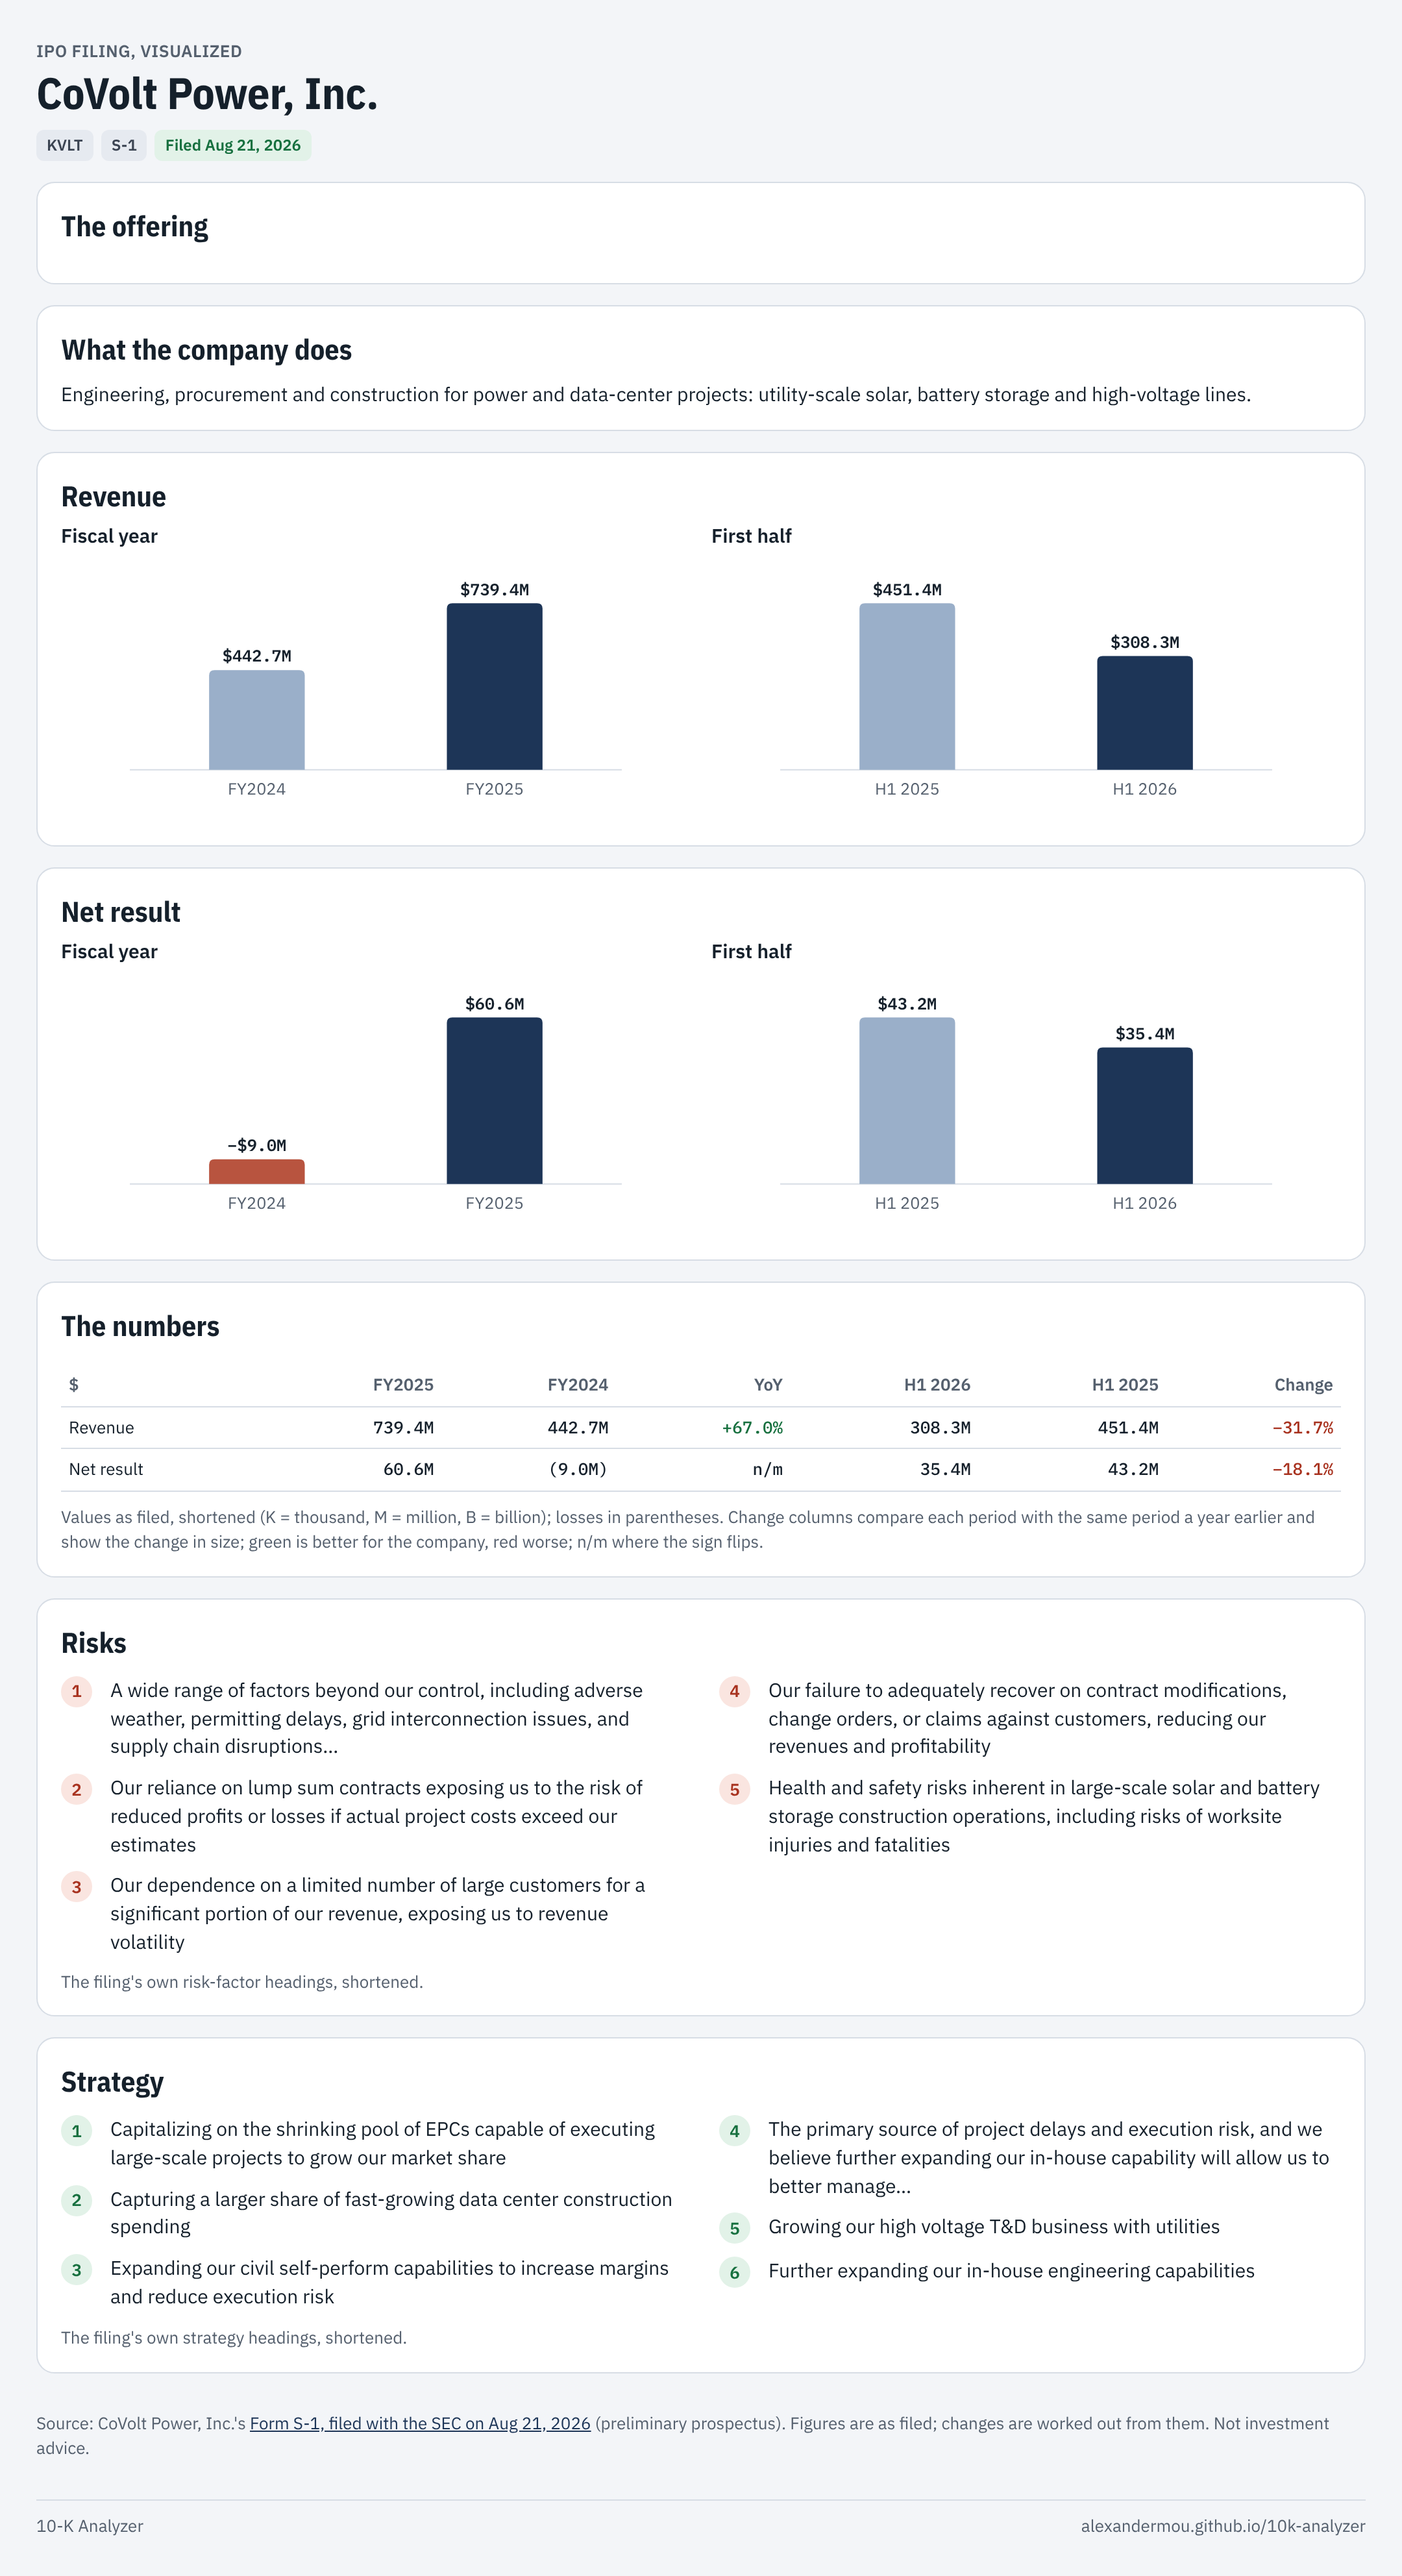 IPO FILING, VISUALIZED
CoVolt Power, Inc.
KVLT S-1 Filed Aug 21, 2026
The offering
What the company does
Engineering, procurement and construction for power and data-center projects: utility-scale solar, battery storage and high-voltage lines.
Revenue
Fiscal year
$442.7M
$739.4M
FY2024 FY2025
First half
$451.4M
$308.3M
H1 2025 H1 2026
Net result
Fiscal year
−$9.0M
$60.6M
FY2024 FY2025
First half
$43.2M
$35.4M
H1 2025 H1 2026
The numbers
$ FY2025 FY2024 YoY H1 2026 H1 2025 Change
Revenue 739.4M 442.7M +67.0% 308.3M 451.4M −31.7%
Net result 60.6M (9.0M) n/m 35.4M 43.2M −18.1%
Values as filed, shortened (K = thousand, M = million, B = billion); losses in parentheses. Change columns compare each period with the same period a year earlier and
show the change in size; green is better for the company, red worse; n/m where the sign flips.
Risks
1 A wide range of factors beyond our control, including adverse
weather, permitting delays, grid interconnection issues, and
supply chain disruptions…
2 Our reliance on lump sum contracts exposing us to the risk of
reduced profits or losses if actual project costs exceed our
estimates
3 Our dependence on a limited number of large customers for a
significant portion of our revenue, exposing us to revenue
volatility
4 Our failure to adequately recover on contract modifications,
change orders, or claims against customers, reducing our
revenues and profitability
5 Health and safety risks inherent in large-scale solar and battery
storage construction operations, including risks of worksite
injuries and fatalities
The filing's own risk-factor headings, shortened.
Strategy
1 Capitalizing on the shrinking pool of EPCs capable of executing
large-scale projects to grow our market share
2 Capturing a larger share of fast-growing data center construction
spending
3 Expanding our civil self-perform capabilities to increase margins
and reduce execution risk
4 The primary source of project delays and execution risk, and we
believe further expanding our in-house capability will allow us to
better manage…
5 Growing our high voltage T&D business with utilities
6 Further expanding our in-house engineering capabilities
The filing's own strategy headings, shortened.
Source: CoVolt Power, Inc.'s Form S-1, filed with the SEC on Aug 21, 2026 (preliminary prospectus). Figures are as filed; changes are worked out from them. Not investment
advice.
10-K Analyzer
alexandermou.github.io/10k-analyzer